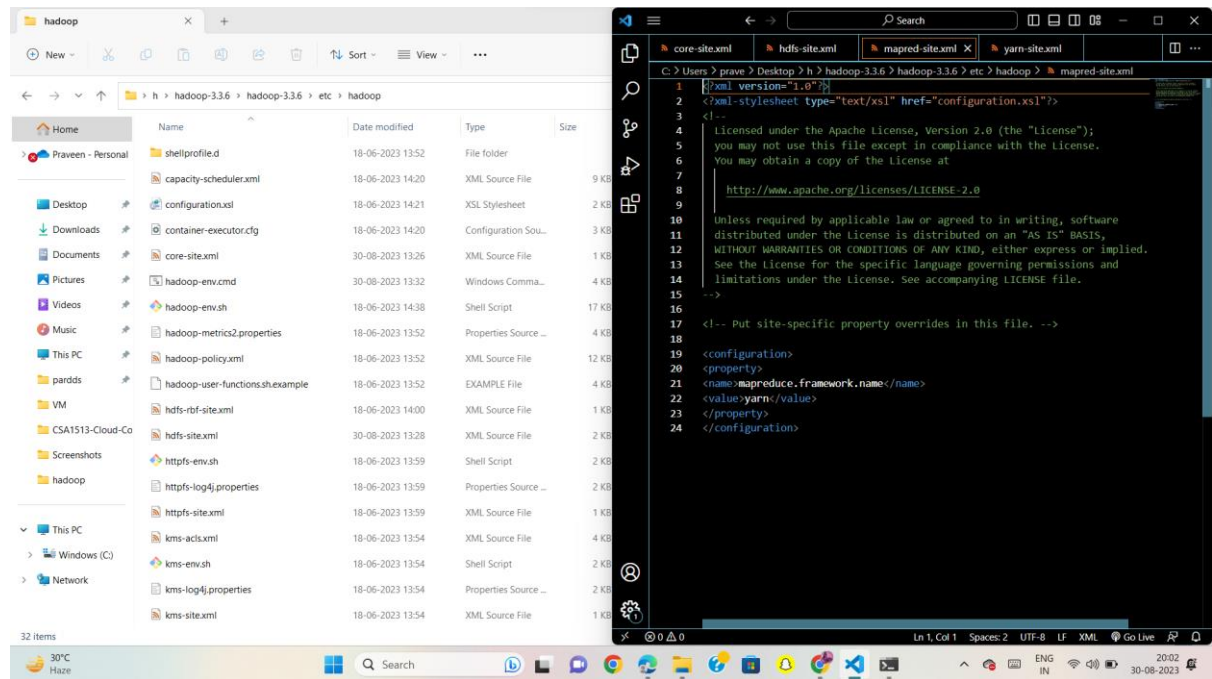 hadoop
New
Sort
View
h > hadoop-3.3.6 > hadoop-3.3.6 > etc > hadoop
Home
Praveen - Personal
Desktop
Downloads
Documents
Pictures
Videos
Music
This PC
pardds
VM
CSA1513-Cloud-Co
Screenshots
hadoop
This PC
Windows (C:)
Network
Name Date modified Type Size
shellprofile.d 18-06-2023 13:52 File folder
capacity-scheduler.xml 18-06-2023 14:20 XML Source File 9 KB
configuration.xsl 18-06-2023 14:21 XSL Stylesheet 2 KB
container-executor.cfg 18-06-2023 14:20 Configuration Sou... 3 KB
core-site.xml 30-08-2023 13:26 XML Source File 1 KB
hadoop-env.cmd 30-08-2023 13:32 Windows Comma... 4 KB
hadoop-env.sh 18-06-2023 14:38 Shell Script 17 KB
hadoop-metrics2.properties 18-06-2023 13:52 Properties Source ... 4 KB
hadoop-policy.xml 18-06-2023 13:52 XML Source File 12 KB
hadoop-user-functions.sh.example 18-06-2023 13:52 EXAMPLE File 4 KB
hdfs-rbf-site.xml 18-06-2023 14:00 XML Source File 1 KB
hdfs-site.xml 30-08-2023 13:28 XML Source File 2 KB
httpfs-env.sh 18-06-2023 13:59 Shell Script 2 KB
httpfs-log4j.properties 18-06-2023 13:59 Properties Source ... 2 KB
httpfs-site.xml 18-06-2023 13:59 XML Source File 1 KB
kms-acls.xml 18-06-2023 13:54 XML Source File 4 KB
kms-env.sh 18-06-2023 13:54 Shell Script 2 KB
kms-log4j.properties 18-06-2023 13:54 Properties Source ... 2 KB
kms-site.xml 18-06-2023 13:54 XML Source File 1 KB
32 items
Search
core-site.xml hdfs-site.xml mapred-site.xml yarn-site.xml
C: > Users > prave > Desktop > h > hadoop-3.3.6 > hadoop-3.3.6 > etc > hadoop > mapred-site.xml
1 <?xml version="1.0"?>
2 <?xml-stylesheet type="text/xsl" href="configuration.xsl"?>
3 <!--
4 Licensed under the Apache License, Version 2.0 (the "License");
5 you may not use this file except in compliance with the License.
6 You may obtain a copy of the License at
7
8 http://www.apache.org/licenses/LICENSE-2.0
9
10 Unless required by applicable law or agreed to in writing, software
11 distributed under the License is distributed on an "AS IS" BASIS,
12 WITHOUT WARRANTIES OR CONDITIONS OF ANY KIND, either express or implied.
13 See the License for the specific language governing permissions and
14 limitations under the License. See accompanying LICENSE file.
15 -->
16
17 <!-- Put site-specific property overrides in this file. -->
18
19 <configuration>
20 <property>
21 <name>mapreduce.framework.name</name>
22 <value>yarn</value>
23 </property>
24 </configuration>
1
0 0 Ln 1, Col 1 Spaces: 2 UTF-8 LF XML Go Live
30°C
Haze
Search
ENG
IN
20:02
30-08-2023